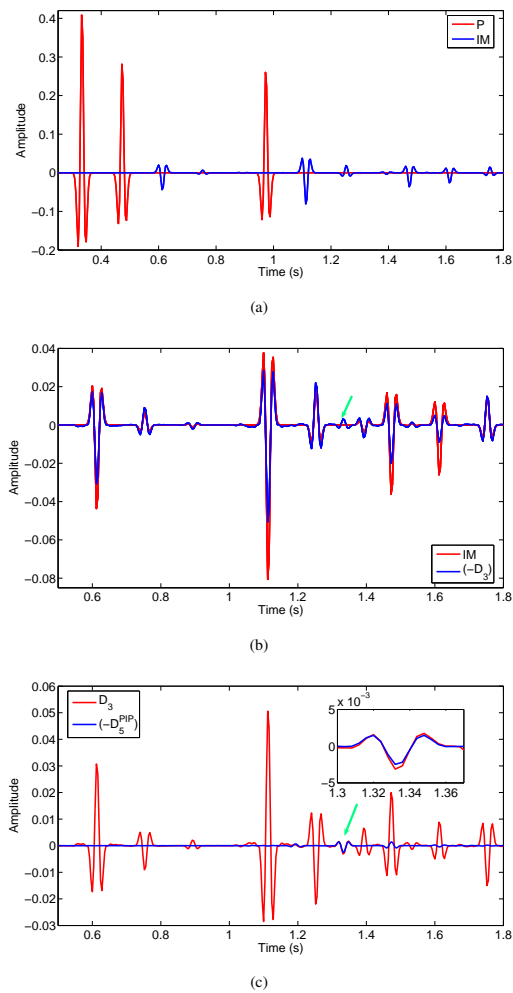 0.4
0.3
0.2
0.1
0
−0.1
−0.2
Amplitude
P
IM
0.4 0.6 0.8 1 1.2 1.4 1.6 1.8
Time (s)
(a)
0.04
0.02
0
−0.02
−0.04
−0.06
−0.08
Amplitude
IM
(−D₃)
0.6 0.8 1 1.2 1.4 1.6 1.8
Time (s)
(b)
0.06
0.05
0.04
0.03
0.02
0.01
0
−0.01
−0.02
−0.03
Amplitude
D₃
(−D₅ᴾᴵᴾ)
5 x 10⁻³
0
−5
1.3 1.32 1.34 1.36
0.6 0.8 1 1.2 1.4 1.6 1.8
Time (s)
(c)